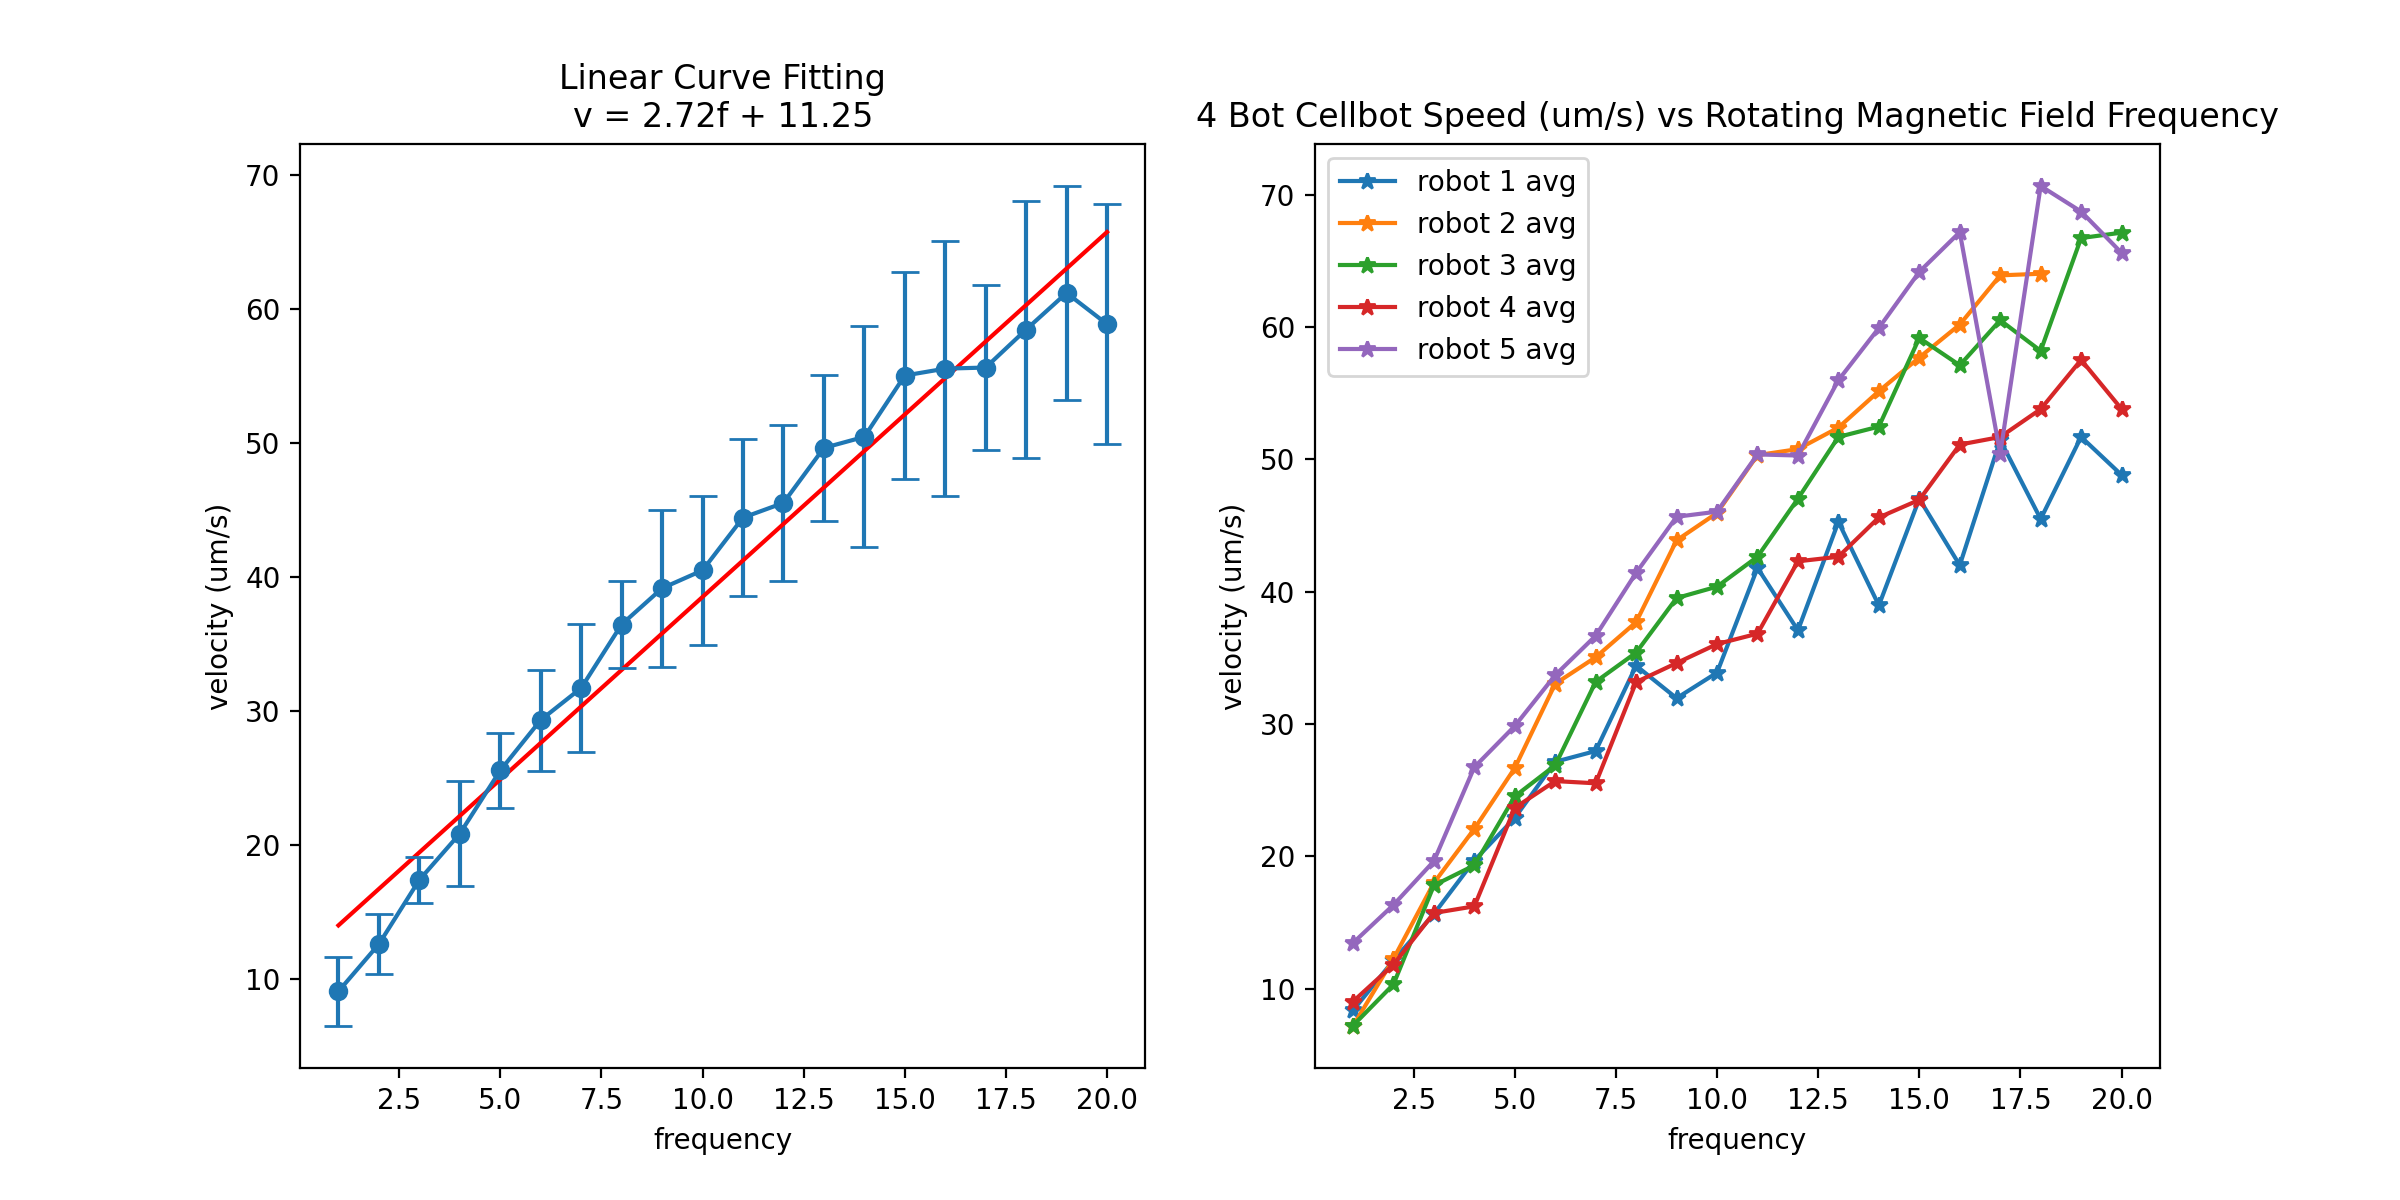 Linear Curve Fitting
v = 2.72f + 11.25
velocity (um/s)
70
60
50
40
30
20
10
2.5 5.0 7.5 10.0 12.5 15.0 17.5 20.0
frequency
4 Bot Cellbot Speed (um/s) vs Rotating Magnetic Field Frequency
robot 1 avg
robot 2 avg
robot 3 avg
robot 4 avg
robot 5 avg
velocity (um/s)
70
60
50
40
30
20
10
2.5 5.0 7.5 10.0 12.5 15.0 17.5 20.0
frequency